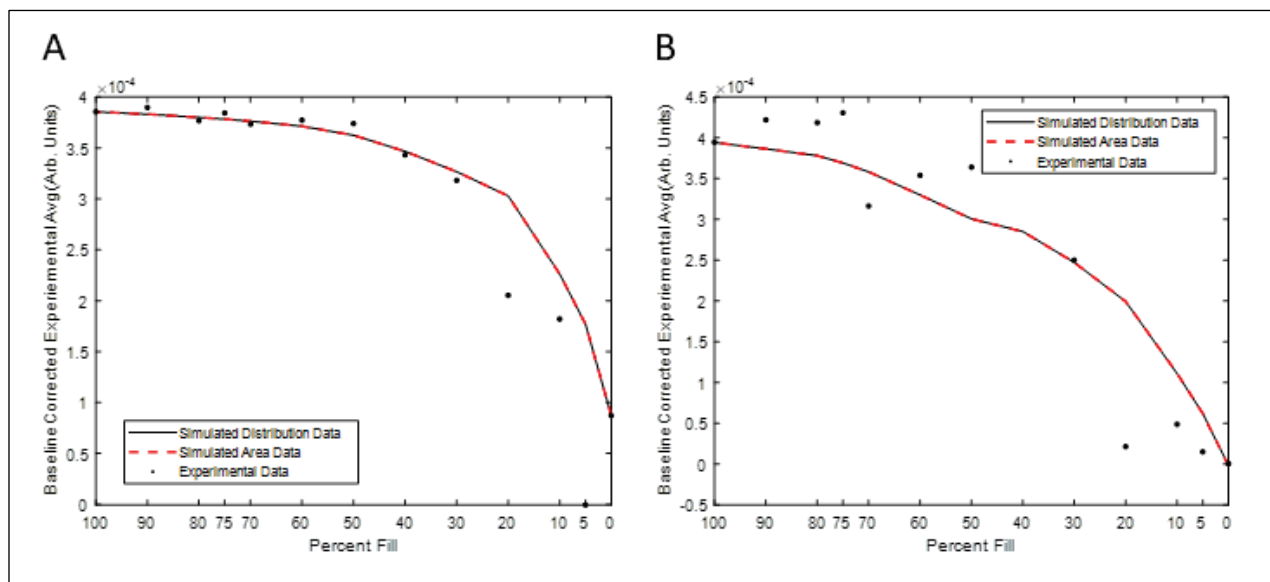 A
×10⁻⁴
4
3.5
3
2.5
2
1.5
1
0.5
0
Baseline Corrected Experiemental Avg(Arb. Units)
Simulated Distribution Data
Simulated Area Data
Experimental Data
100 90 80 75 70 60 50 40 30 20 10 5 0
Percent Fill
B
×10⁻⁴
4.5
4
3.5
3
2.5
2
1.5
1
0.5
0
-0.5
Baseline Corrected Experiemental Avg(Arb. Units)
Simulated Distribution Data
Simulated Area Data
Experimental Data
100 90 80 75 70 60 50 40 30 20 10 5 0
Percent Fill